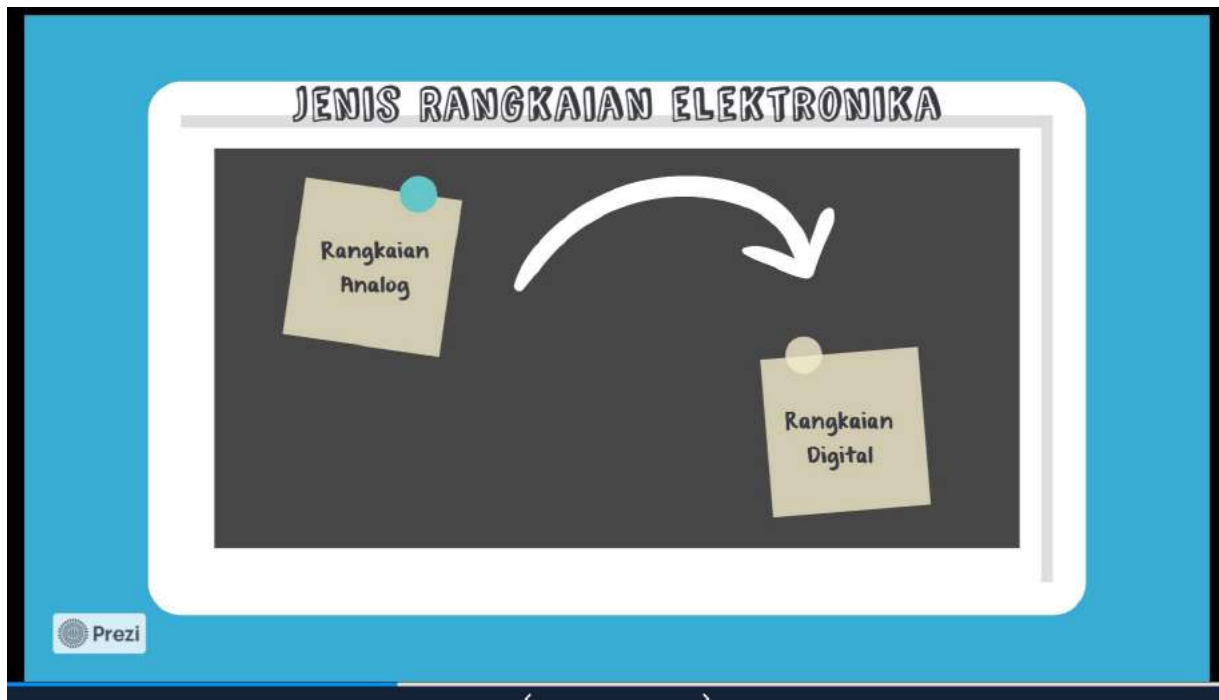 JENIS RANGKAIAN ELEKTRONIKA
Rangkaian
Analog
Rangkaian
Digital
Prezi